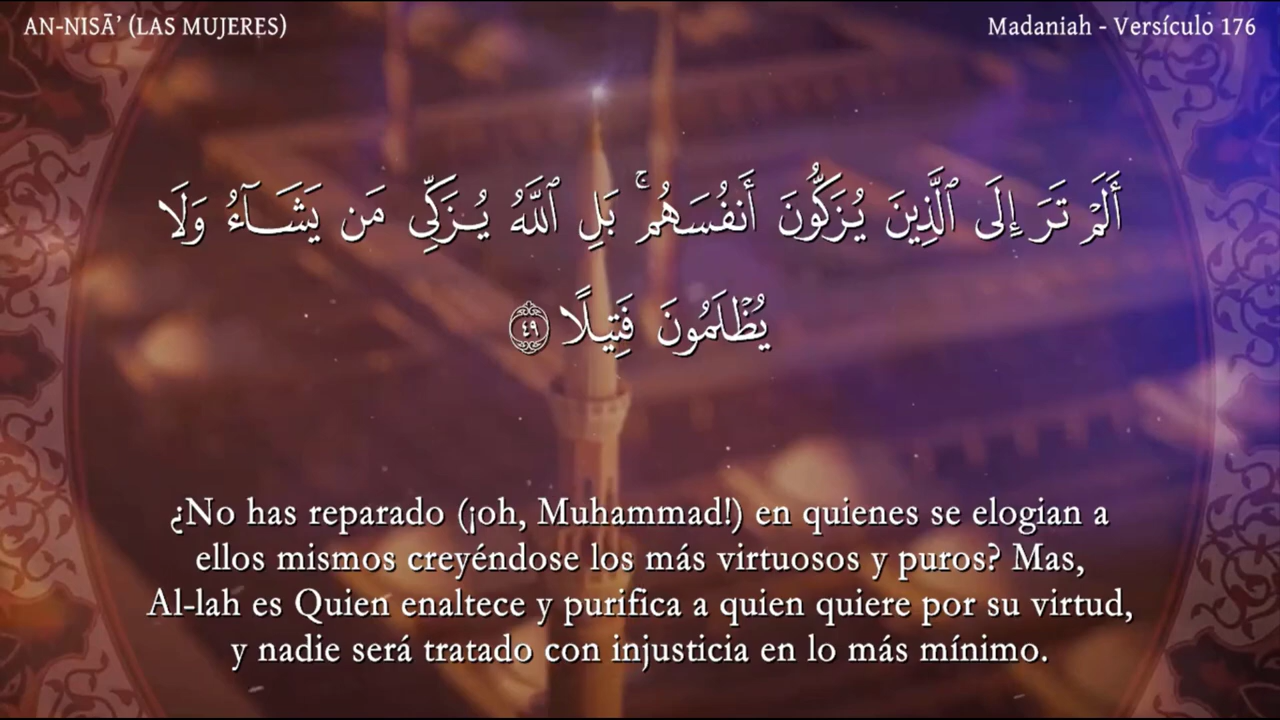 AN-NISĀ’ (LAS MUJERES)
Madaniah - Versículo 176
أَلَمْ تَرَ إِلَى ٱلَّذِينَ يُزَكُّونَ أَنفُسَهُمۚ بَلِ ٱللَّهُ يُزَكِّى مَن يَشَآءُ وَلَا
يُظْلَمُونَ فَتِيلًا ٤٩
¿No has reparado (¡oh, Muhammad!) en quienes se elogian a
ellos mismos creyéndose los más virtuosos y puros? Mas,
Al-lah es Quien enaltece y purifica a quien quiere por su virtud,
y nadie será tratado con injusticia en lo más mínimo.